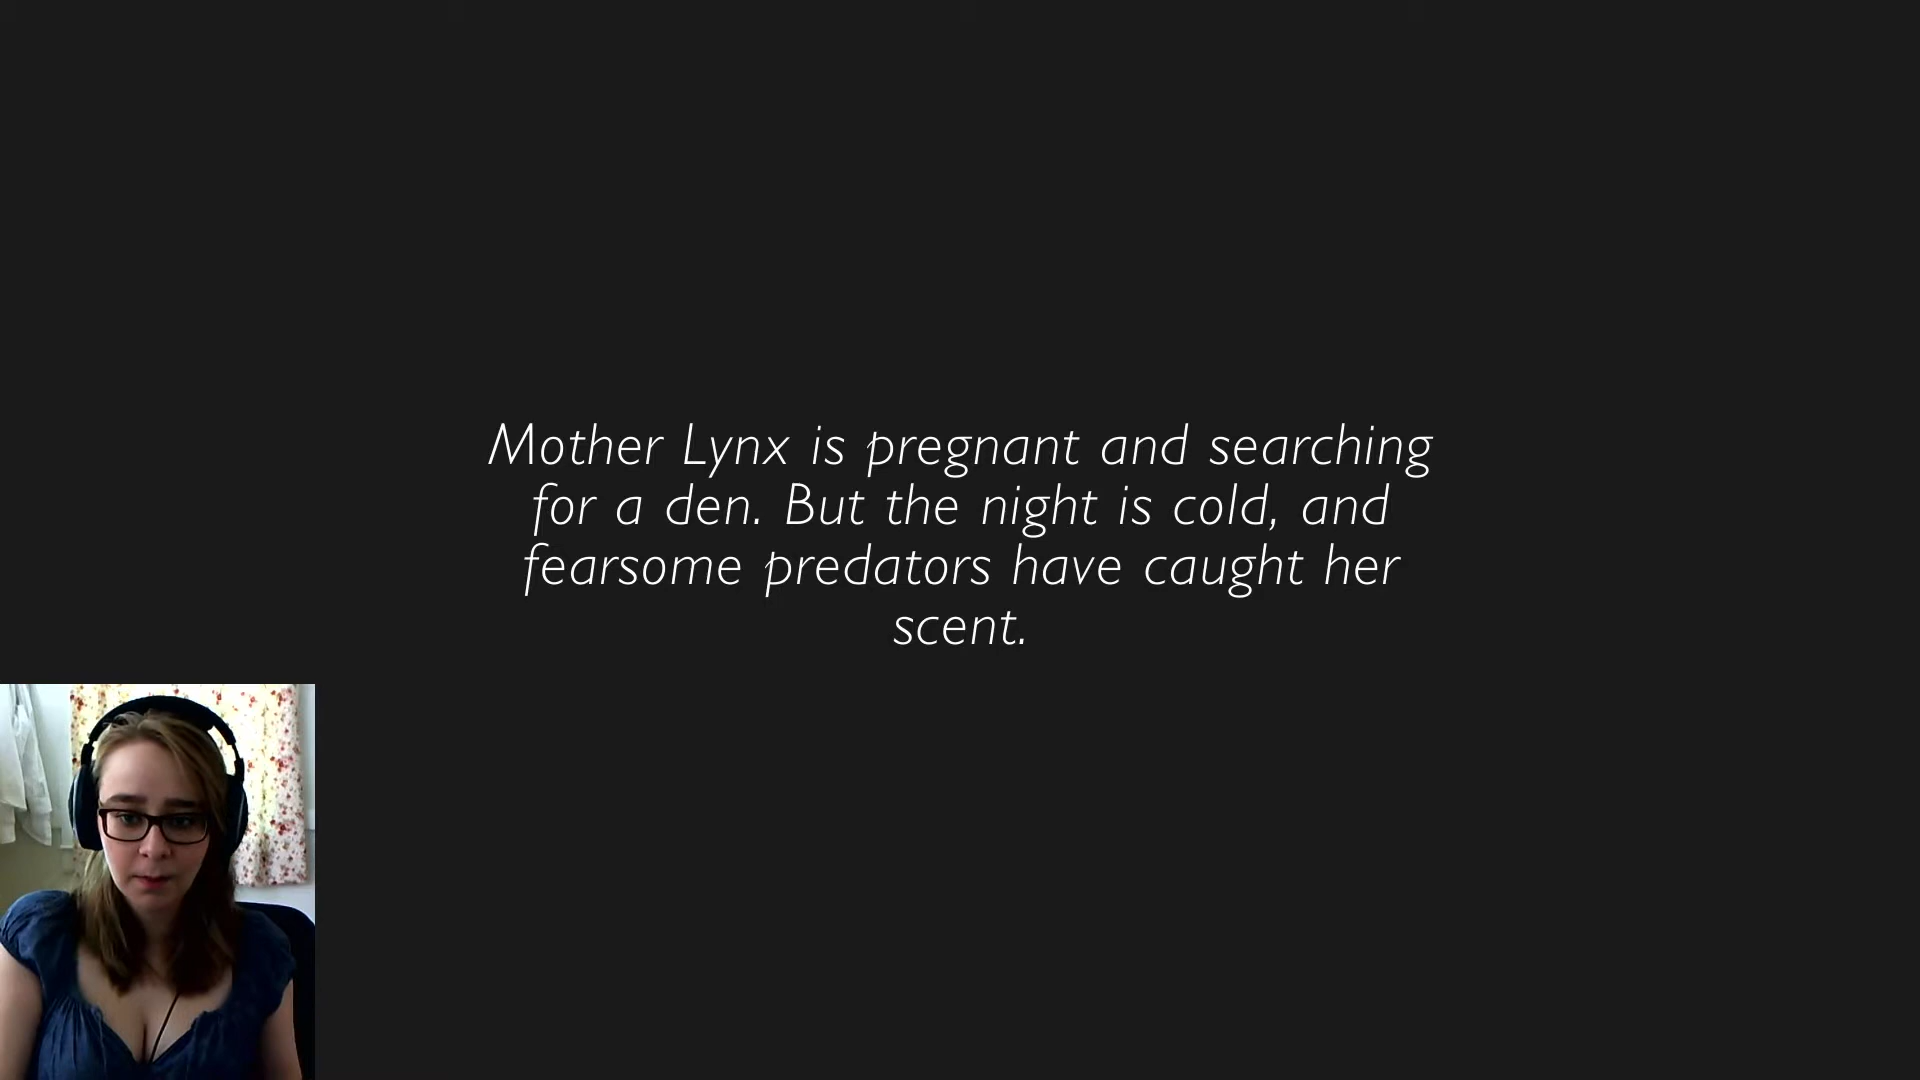 Mother Lynx is pregnant and searching
for a den. But the night is cold, and
fearsome predators have caught her
scent.